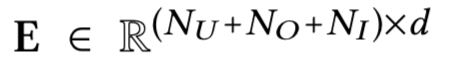 E ∈ ℝ^{(N_U+N_O+N_I)×d}